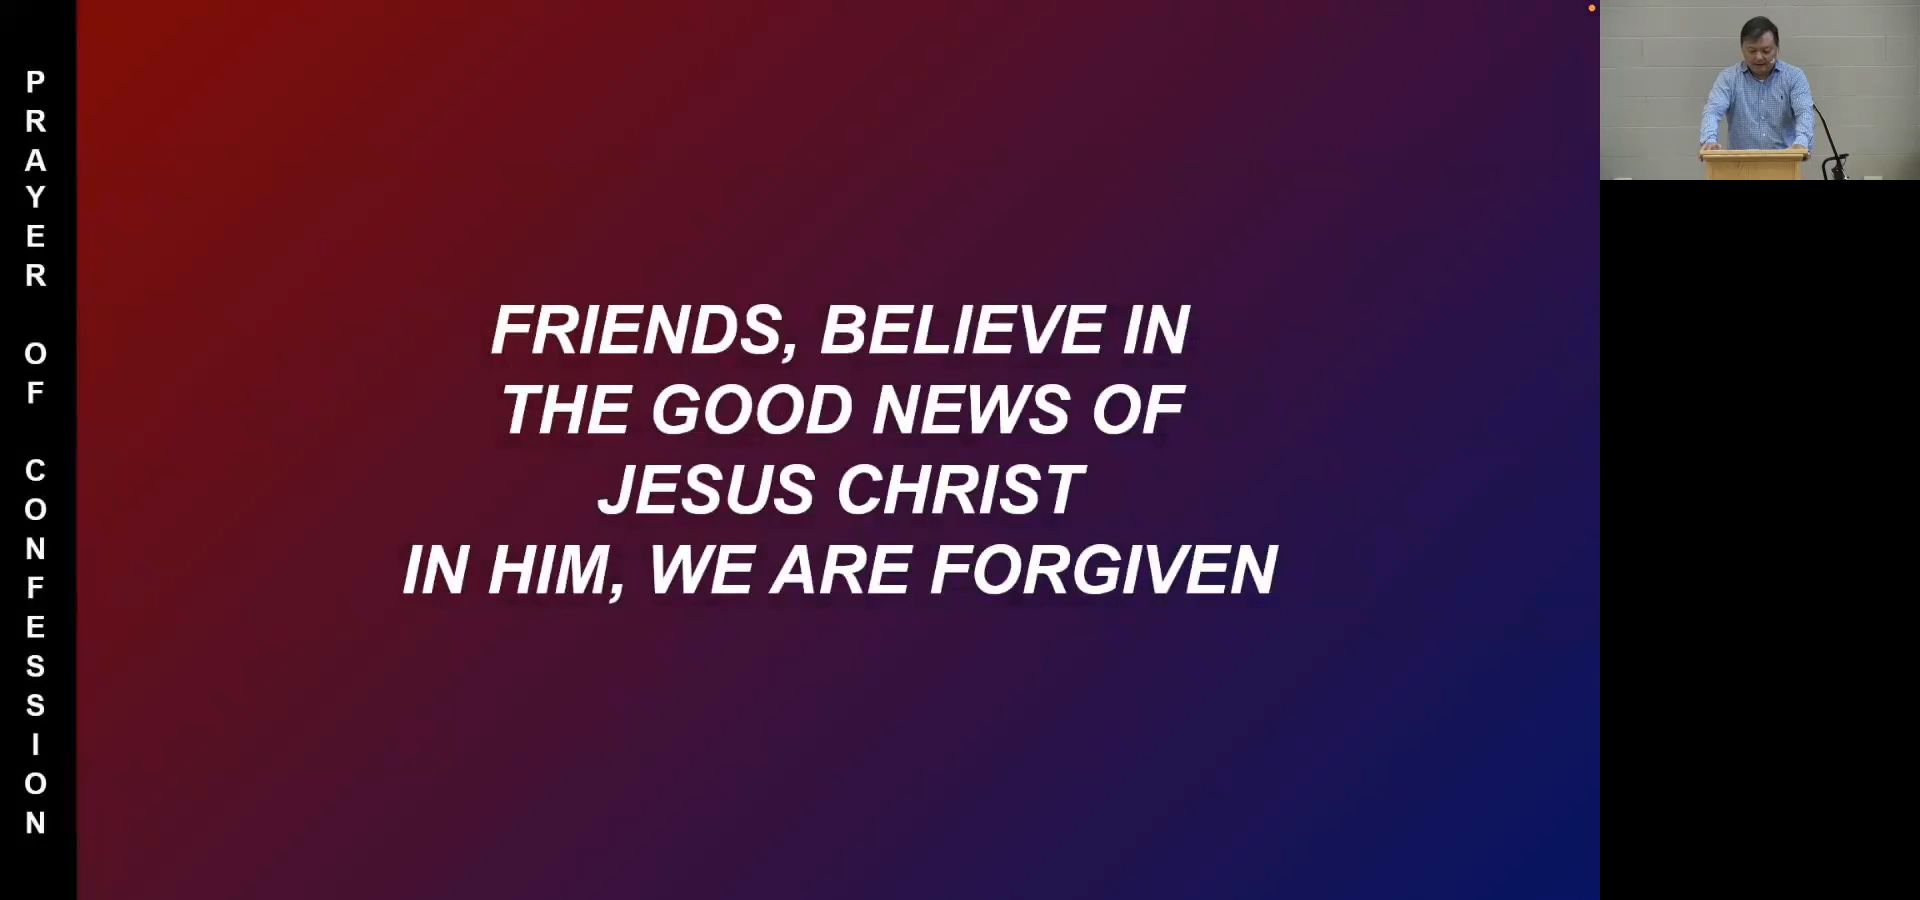 PRAYER OF CONFESSION
FRIENDS, BELIEVE IN
THE GOOD NEWS OF
JESUS CHRIST
IN HIM, WE ARE FORGIVEN